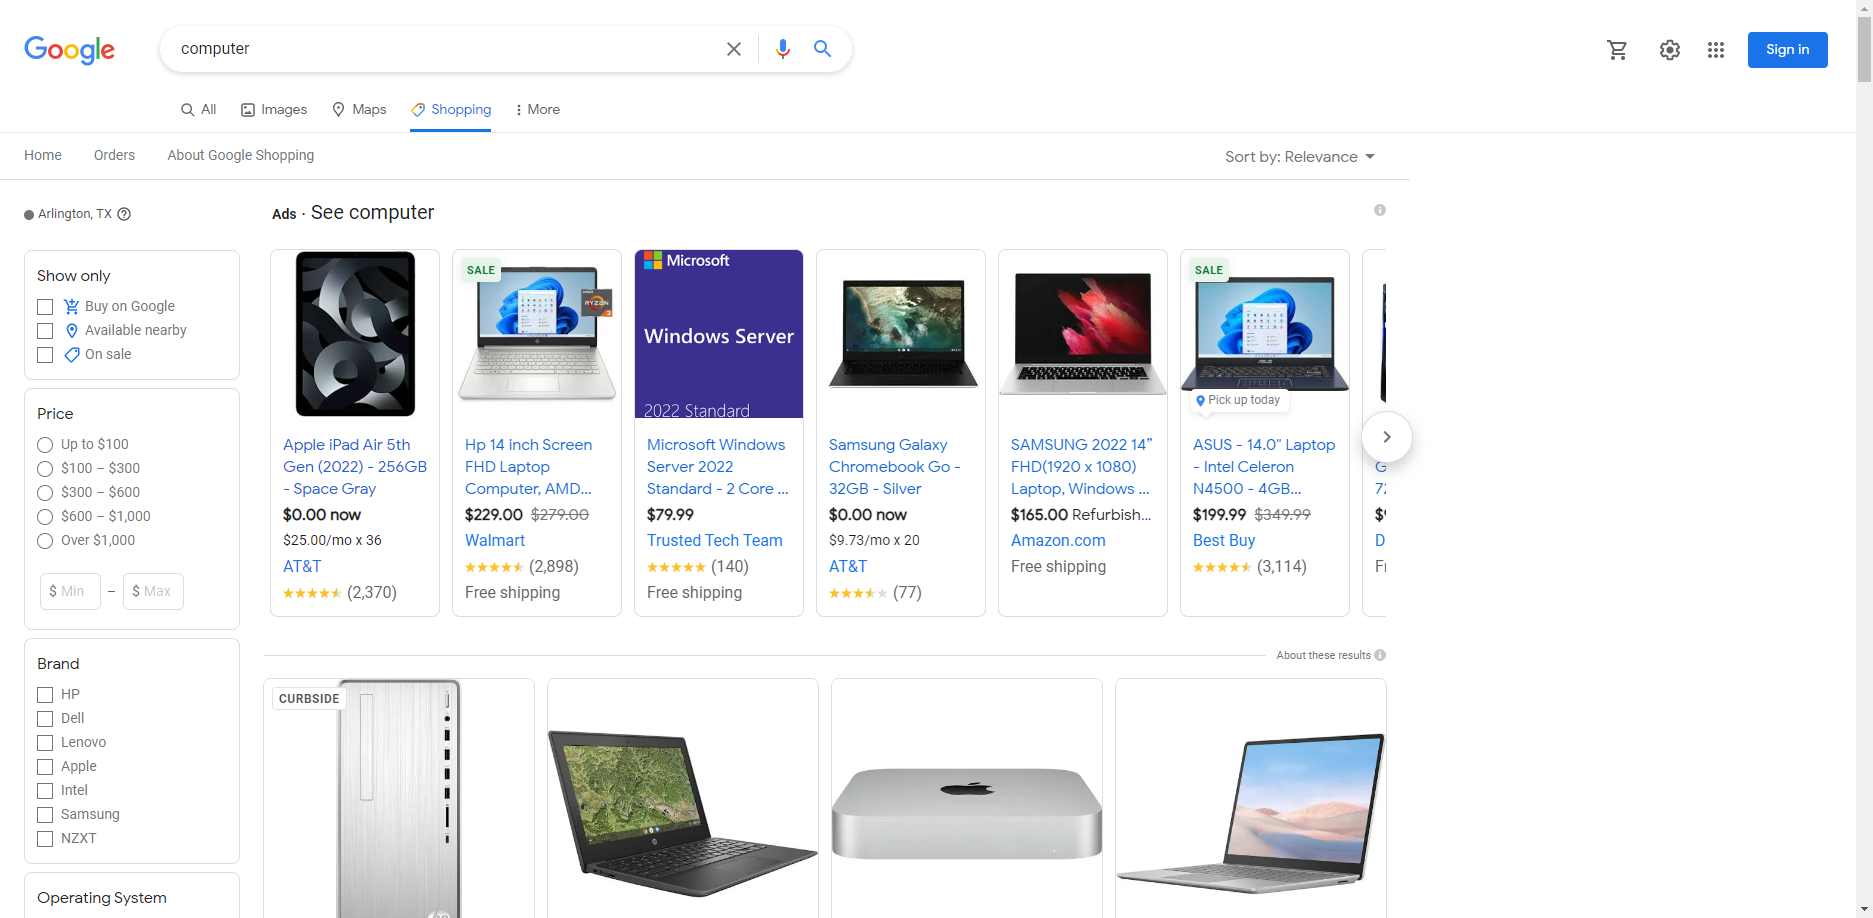 Google
computer
Sign in
All
Images
Maps
Shopping
More
Home
Orders
About Google Shopping
Sort by: Relevance
Arlington, TX
Ads · See computer
Show only
Buy on Google
Available nearby
On sale
Price
Up to $100
$100 – $300
$300 – $600
$600 – $1,000
Over $1,000
$ Min – $ Max
Brand
HP
Dell
Lenovo
Apple
Intel
Samsung
NZXT
Operating System
Apple iPad Air 5th
Gen (2022) - 256GB
- Space Gray
$0.00 now
$25.00/mo x 36
AT&T
(2,370)
SALE
RYZEN
Hp 14 inch Screen
FHD Laptop
Computer, AMD...
$229.00 $279.00
Walmart
(2,898)
Free shipping
Microsoft
Windows Server
2022 Standard
Microsoft Windows
Server 2022
Standard - 2 Core ...
$79.99
Trusted Tech Team
(140)
Free shipping
Samsung Galaxy
Chromebook Go -
32GB - Silver
$0.00 now
$9.73/mo x 20
AT&T
(77)
SAMSUNG 2022 14”
FHD(1920 x 1080)
Laptop, Windows ...
$165.00 Refurbish...
Amazon.com
Free shipping
SALE
Pick up today
ASUS - 14.0" Laptop
- Intel Celeron
N4500 - 4GB...
$199.99 $349.99
Best Buy
(3,114)
About these results
CURBSIDE